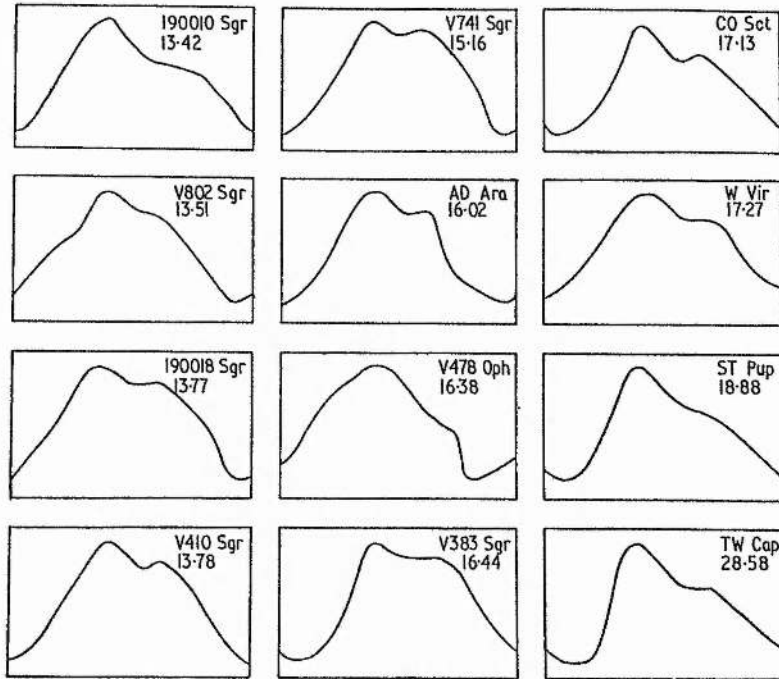 190010 Sgr
13·42
V741 Sgr
15·16
CO Sct
17·13
V802 Sgr
13·51
AD Ara
16·02
W Vir
17·27
190018 Sgr
13·77
V478 Oph
16·38
ST Pup
18·88
V410 Sgr
13·78
V383 Sgr
16·44
TW Cap
28·58